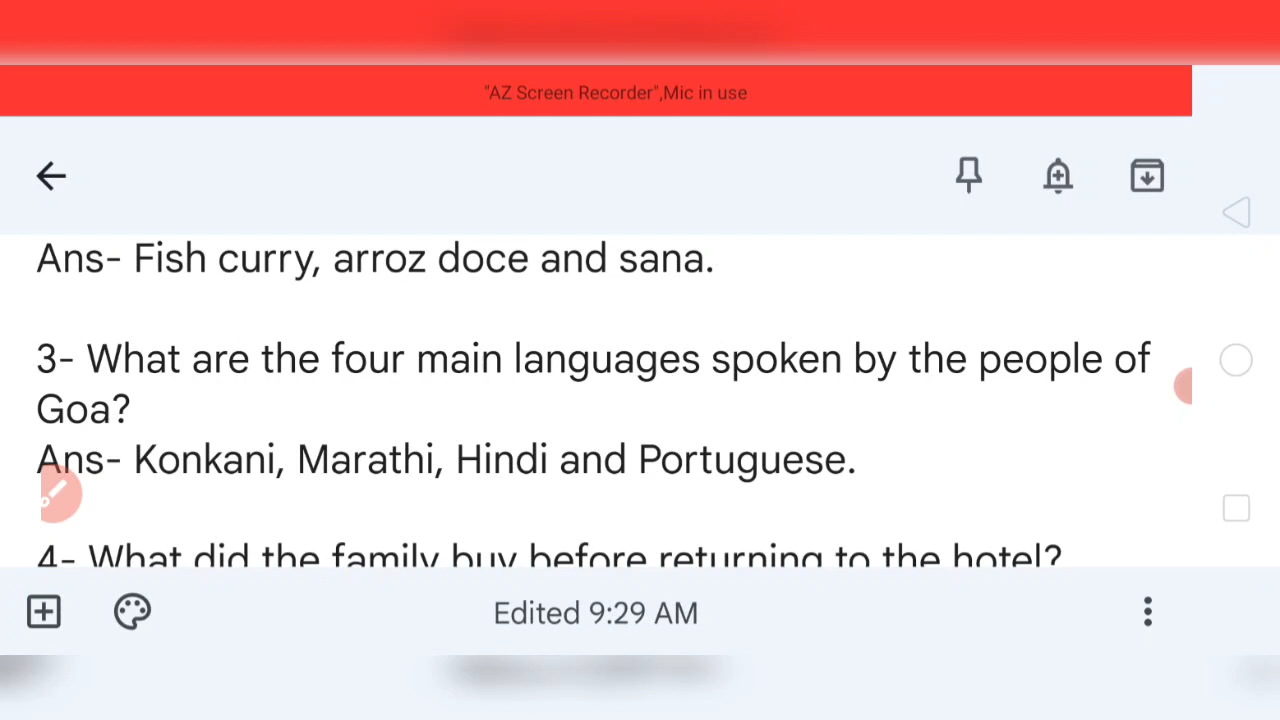 "AZ Screen Recorder",Mic in use
Ans- Fish curry, arroz doce and sana.
3- What are the four main languages spoken by the people of
Goa?
Ans- Konkani, Marathi, Hindi and Portuguese.
4- What did the family buy before returning to the hotel?
Edited 9:29 AM